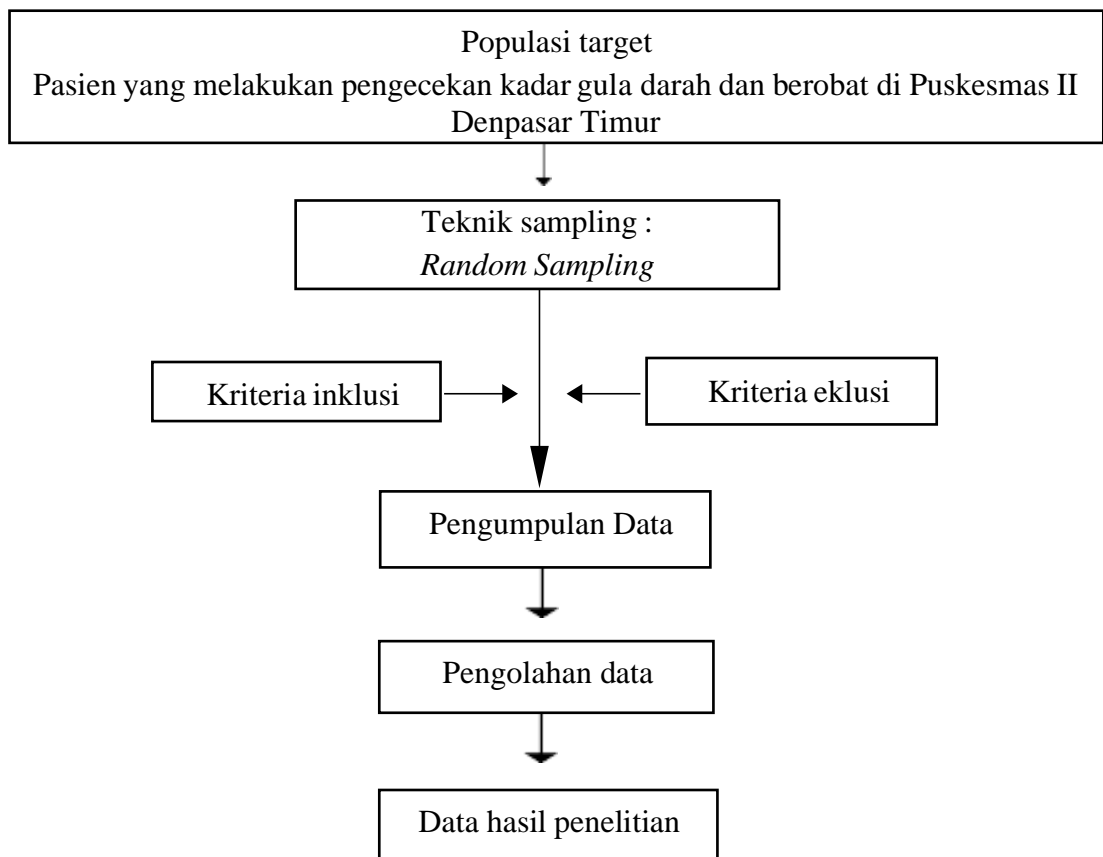 Populasi target
Pasien yang melakukan pengecekan kadar gula darah dan berobat di Puskesmas II
Denpasar Timur
Teknik sampling :
Random Sampling
Kriteria inklusi
Kriteria eklusi
Pengumpulan Data
Pengolahan data
Data hasil penelitian